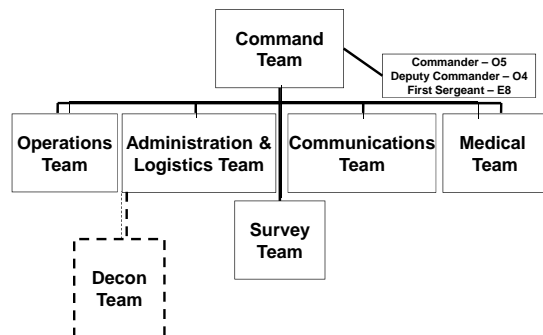 Command
Team
Commander – O5
Deputy Commander – O4
First Sergeant – E8
Operations
Team
Administration &
Logistics Team
Communications
Team
Medical
Team
Survey
Team
Decon
Team